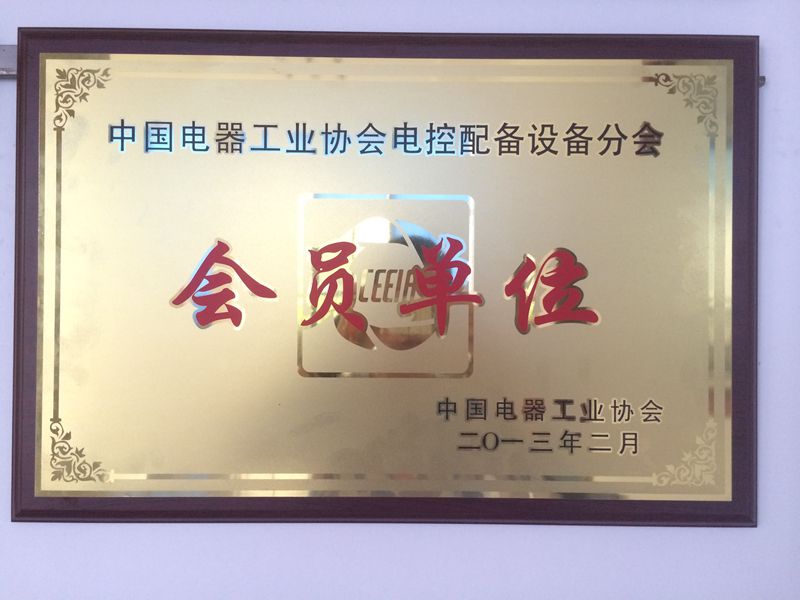 中国电器工业协会电控配备设备分会
CEEIA
会员单位
中国电器工业协会
二〇一三年二月